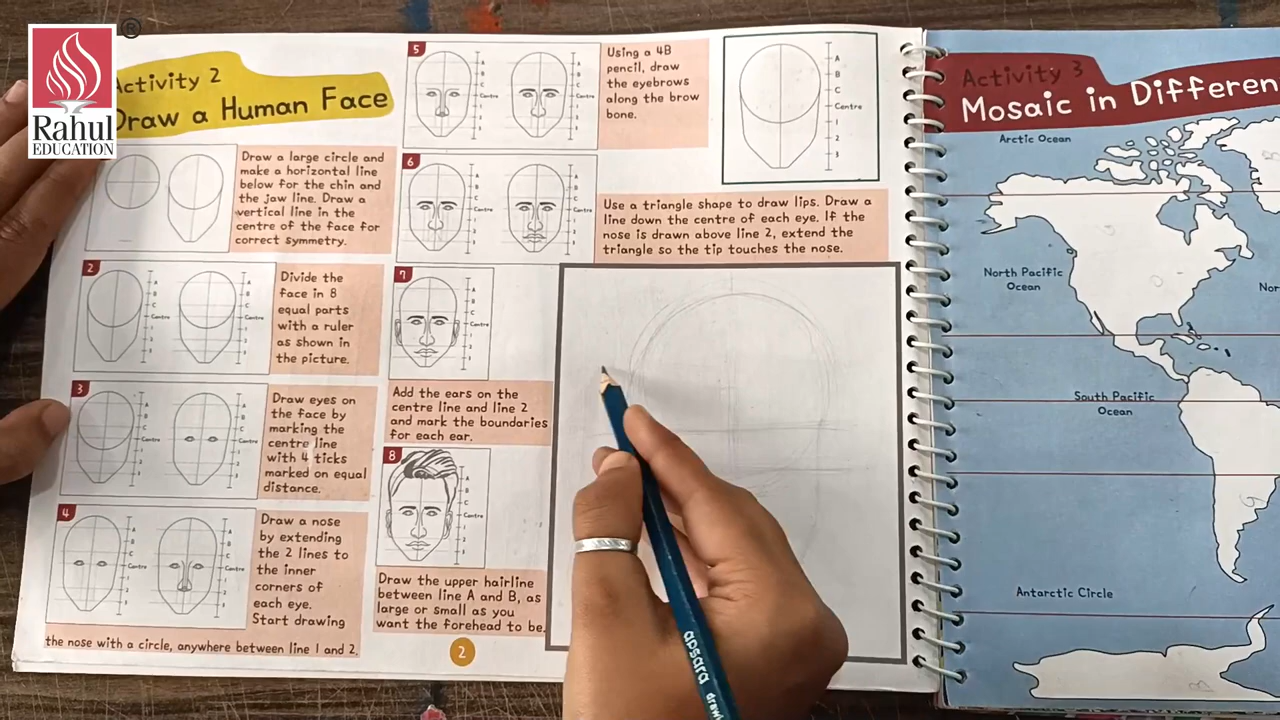 Rahul
EDUCATION
®
Activity 2
Draw a Human Face
Draw a large circle and
make a horizontal line
below for the chin and
the jaw line. Draw a
vertical line in the
centre of the face for
correct symmetry.
2
Divide the
face in 8
equal parts
with a ruler
as shown in
the picture.
3
Draw eyes on
the face by
marking the
centre line
with 4 ticks
marked on equal
distance.
4
Draw a nose
by extending
the 2 lines to
the inner
corners of
each eye.
Start drawing
the nose with a circle, anywhere between line 1 and 2.
5
Using a 4B
pencil, draw
the eyebrows
along the brow
bone.
6
Use a triangle shape to draw lips. Draw a
line down the centre of each eye. If the
nose is drawn above line 2, extend the
triangle so the tip touches the nose.
7
Add the ears on the
centre line and line 2
and mark the boundaries
for each ear.
8
Draw the upper hairline
between line A and B, as
large or small as you
want the forehead to be.
A
B
C
Centre
1
2
3
2
apsara
Activity 3
Mosaic in Differen
Arctic Ocean
North Pacific
Ocean
Nor
South Pacific
Ocean
Antarctic Circle